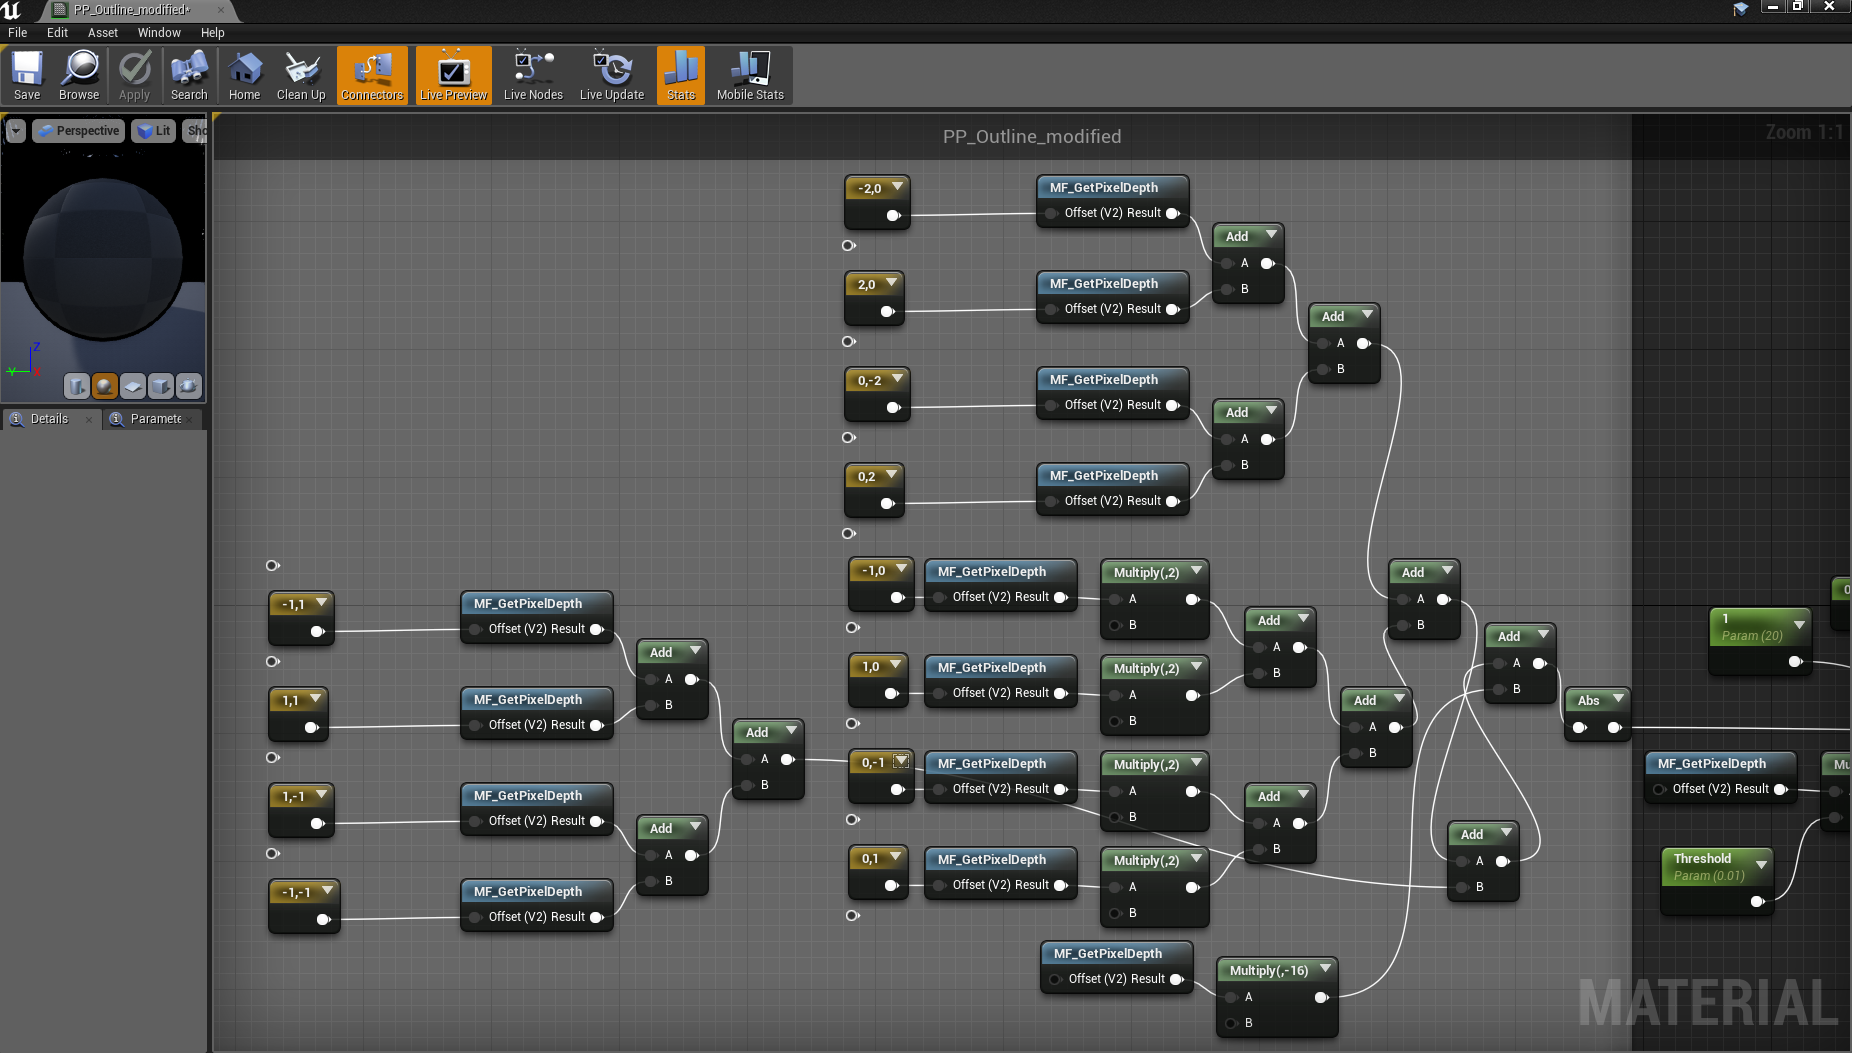 PP_Outline_modified*
File Edit Asset Window Help
Save Browse Apply Search Home Clean Up Connectors Live Preview Live Nodes Live Update Stats Mobile Stats
Perspective Lit Sho
PP_Outline_modified
Zoom 1:1
Z
Y X
Details Paramete
-2,0
MF_GetPixelDepth
Offset (V2) Result
Add
A
B
2,0
MF_GetPixelDepth
Offset (V2) Result
Add
A
B
0,-2
MF_GetPixelDepth
Offset (V2) Result
Add
A
B
0,2
MF_GetPixelDepth
Offset (V2) Result
-1,0
MF_GetPixelDepth
Offset (V2) Result
Multiply(,2)
A
B
Add
A
B
Add
A
B
1,0
MF_GetPixelDepth
Offset (V2) Result
Multiply(,2)
A
B
Add
A
B
Add
A
B
Abs
0,-1
MF_GetPixelDepth
Offset (V2) Result
Multiply(,2)
A
B
Add
A
B
0,1
MF_GetPixelDepth
Offset (V2) Result
Multiply(,2)
A
B
Add
A
B
MF_GetPixelDepth
Offset (V2) Result
Multiply(,-16)
A
B
-1,1
MF_GetPixelDepth
Offset (V2) Result
Add
A
B
1,1
MF_GetPixelDepth
Offset (V2) Result
Add
A
B
1,-1
MF_GetPixelDepth
Offset (V2) Result
Add
A
B
-1,-1
MF_GetPixelDepth
Offset (V2) Result
1
Param (20)
0
MF_GetPixelDepth
Offset (V2) Result
Mu
Threshold
Param (0.01)
MATERIAL